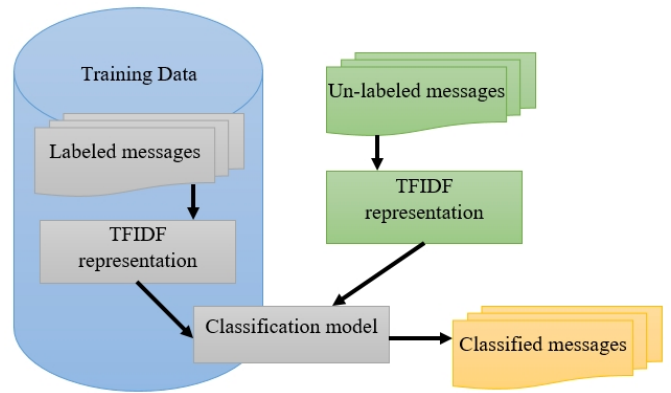 Training Data
Labeled messages
TFIDF
representation
Un-labeled messages
TFIDF
representation
Classification model
Classified messages